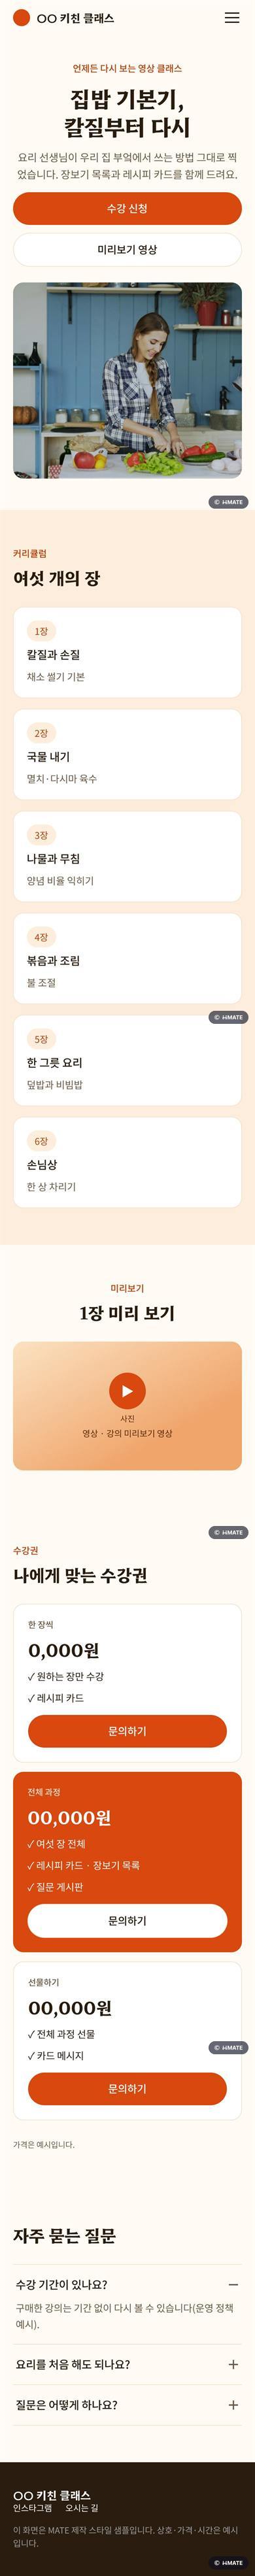 OO 키친 클래스
언제든 다시 보는 영상 클래스
집밥 기본기,
칼질부터 다시
요리 선생님이 우리 집 부엌에서 쓰는 방법 그대로 찍
었습니다. 장보기 목록과 레시피 카드를 함께 드려요.
수강 신청
미리보기 영상
© MATE
커리큘럼
여섯 개의 장
1장
칼질과 손질
채소 썰기 기본
2장
국물 내기
멸치·다시마 육수
3장
나물과 무침
양념 비율 익히기
4장
볶음과 조림
불 조절
© MATE
5장
한 그릇 요리
덮밥과 비빔밥
6장
손님상
한 상 차리기
미리보기
1장 미리 보기
사진
영상 · 강의 미리보기 영상
© MATE
수강권
나에게 맞는 수강권
한 장씩
0,000원
✓ 원하는 장만 수강
✓ 레시피 카드
문의하기
전체 과정
00,000원
✓ 여섯 장 전체
✓ 레시피 카드 · 장보기 목록
✓ 질문 게시판
문의하기
선물하기
00,000원
✓ 전체 과정 선물
✓ 카드 메시지
© MATE
문의하기
가격은 예시입니다.
자주 묻는 질문
수강 기간이 있나요?
구매한 강의는 기간 없이 다시 볼 수 있습니다(운영 정책
예시).
요리를 처음 해도 되나요?
질문은 어떻게 하나요?
OO 키친 클래스
인스타그램 오시는 길
이 화면은 MATE 제작 스타일 샘플입니다. 상호·가격·시간은 예시
입니다.
© MATE